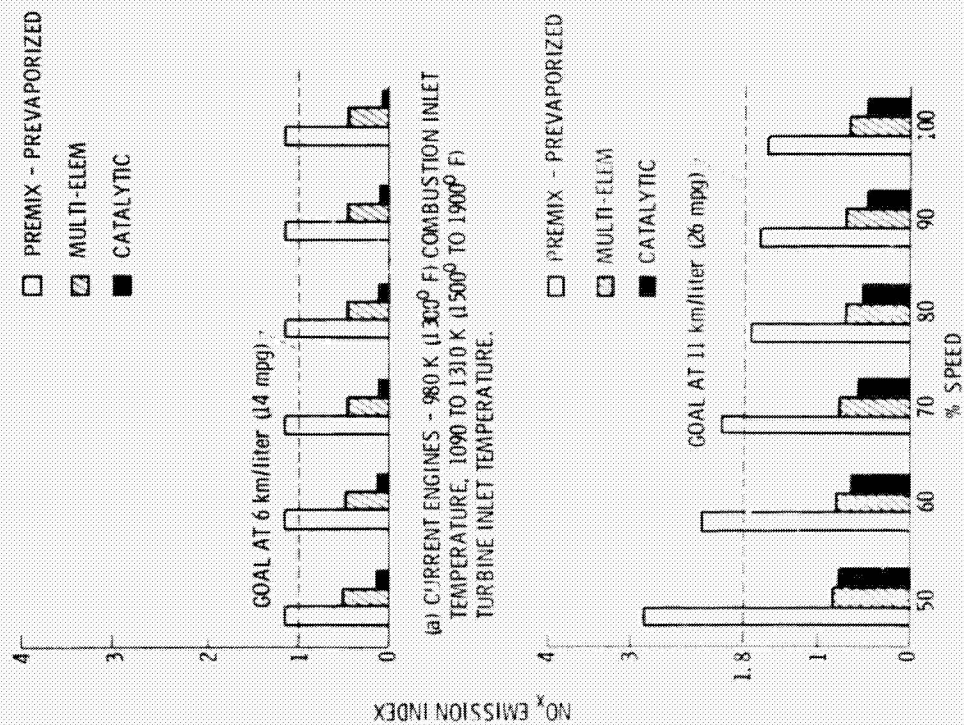 NOx EMISSION INDEX
4
3
2
1
0
PREMIX - PREVAPORIZED
MULTI-ELEM
CATALYTIC
GOAL AT 6 km/liter (14 mpg)
(a) CURRENT ENGINES - 980 K (1300° F) COMBUSTION INLET
TEMPERATURE, 1090 TO 1310 K (1500° TO 1900° F)
TURBINE INLET TEMPERATURE.
4
3
1.8
1
0
PREMIX - PREVAPORIZED
MULTI-ELEM
CATALYTIC
GOAL AT 11 km/liter (26 mpg)
50 60 70 80 90 100
% SPEED